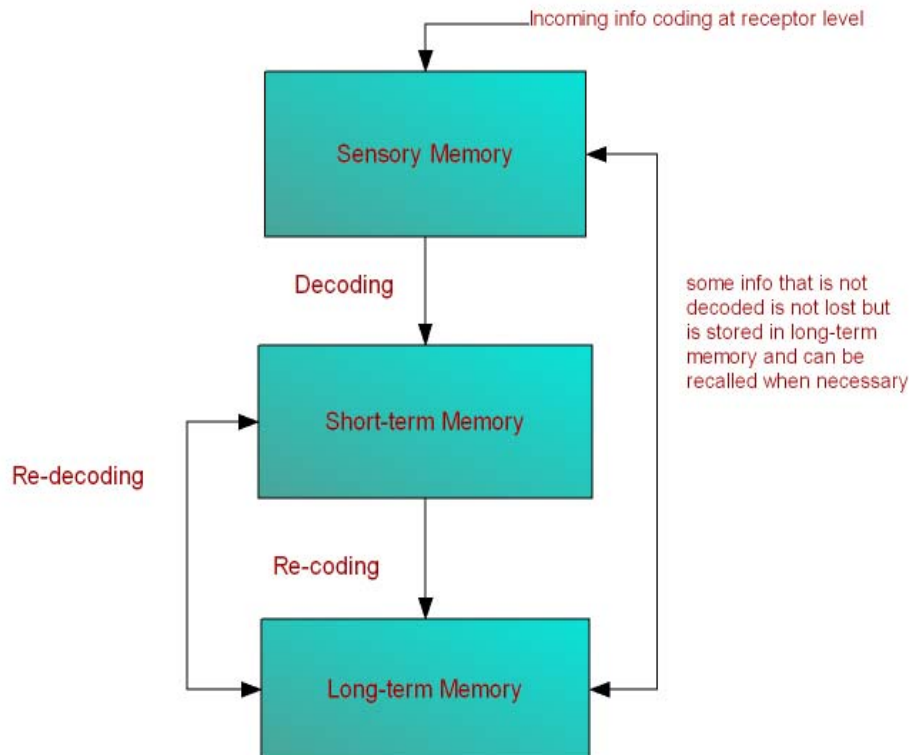 Incoming info coding at receptor level
Sensory Memory
Decoding
some info that is not
decoded is not lost but
is stored in long-term
memory and can be
recalled when necessary
Short-term Memory
Re-decoding
Re-coding
Long-term Memory